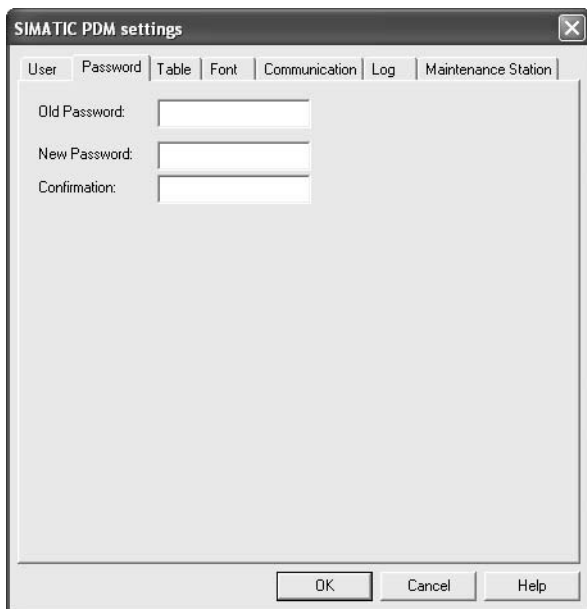 SIMATIC PDM settings
User Password Table Font Communication Log Maintenance Station
Old Password:
New Password:
Confirmation:
OK Cancel Help